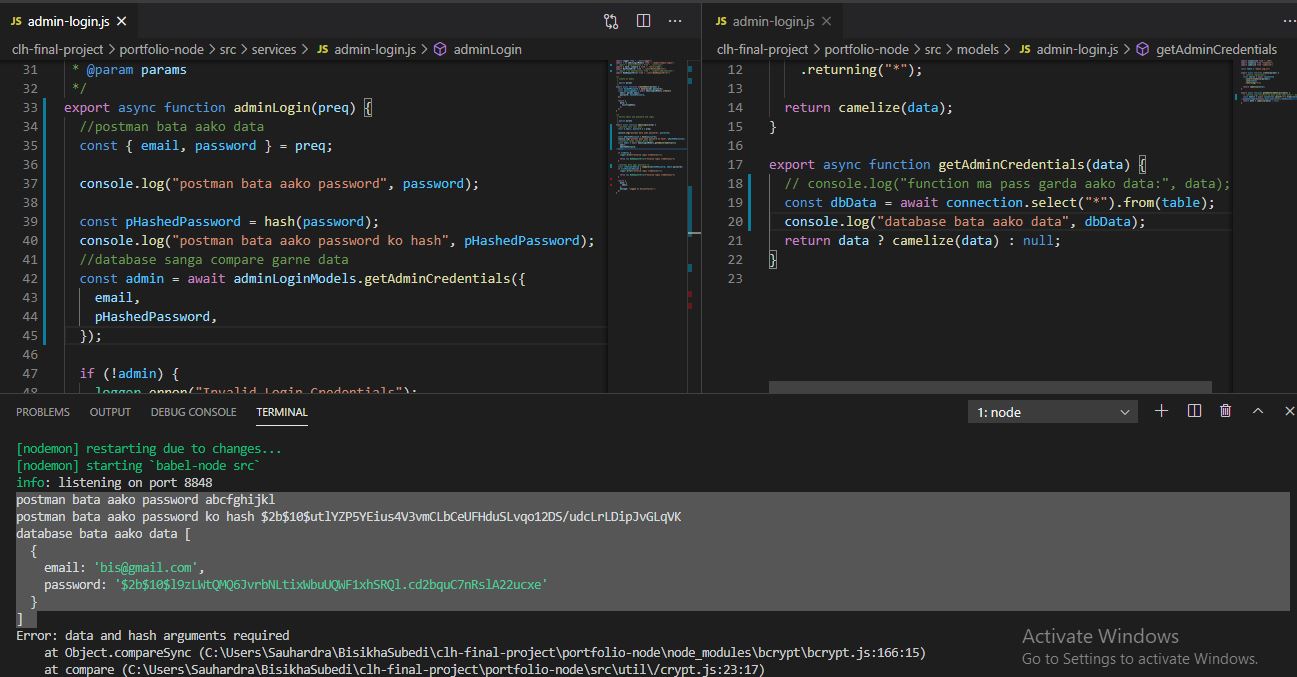 JS admin-login.js
clh-final-project > portfolio-node > src > services > JS admin-login.js > adminLogin
31 * @param params
32 */
33 export async function adminLogin(preq) {
34 //postman bata aako data
35 const { email, password } = preq;
36
37 console.log("postman bata aako password", password);
38
39 const pHashedPassword = hash(password);
40 console.log("postman bata aako password ko hash", pHashedPassword);
41 //database sanga compare garne data
42 const admin = await adminLoginModels.getAdminCredentials({
43 email,
44 pHashedPassword,
45 });
46
47 if (!admin) {
48 logger.error("Invalid Login Credentials");
JS admin-login.js
clh-final-project > portfolio-node > src > models > JS admin-login.js > getAdminCredentials
12 .returning("*");
13
14 return camelize(data);
15 }
16
17 export async function getAdminCredentials(data) {
18 // console.log("function ma pass garda aako data:", data);
19 const dbData = await connection.select("*").from(table);
20 console.log("database bata aako data", dbData);
21 return data ? camelize(data) : null;
22 }
23
PROBLEMS OUTPUT DEBUG CONSOLE TERMINAL 1: node
[nodemon] restarting due to changes...
[nodemon] starting `babel-node src`
info: listening on port 8848
postman bata aako password abcfghijkl
postman bata aako password ko hash $2b$10$utlYZP5YEius4V3vmCLbCeUFHduSLvqo12DS/udcLrLDipJvGLqVK
database bata aako data [
{
email: 'bis@gmail.com',
password: '$2b$10$l9zLWtQMQ6JvrbNLtixWbuUQWF1xhSRQl.cd2bquC7nRslA22ucxe'
}
]
Error: data and hash arguments required
at Object.compareSync (C:\Users\Sauhardra\BisikhaSubedi\clh-final-project\portfolio-node\node_modules\bcrypt\bcrypt.js:166:15)
at compare (C:\Users\Sauhardra\BisikhaSubedi\clh-final-project\portfolio-node\src\util\/crypt.js:23:17)
Activate Windows
Go to Settings to activate Windows.